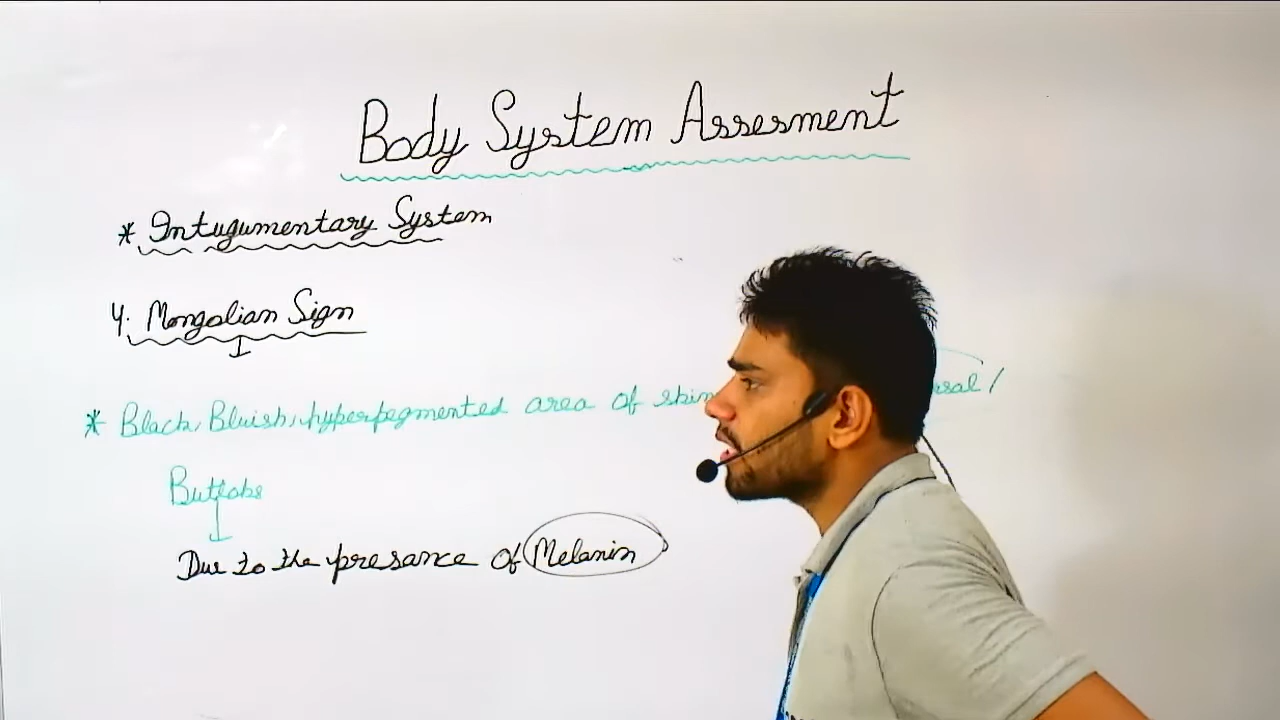 Body System Assesment
* Intugumentary System
4. Mongolian Sign
* Black, Bluish, hyperpegmented area of skin
Buttoks
Due to the presance of Melanin